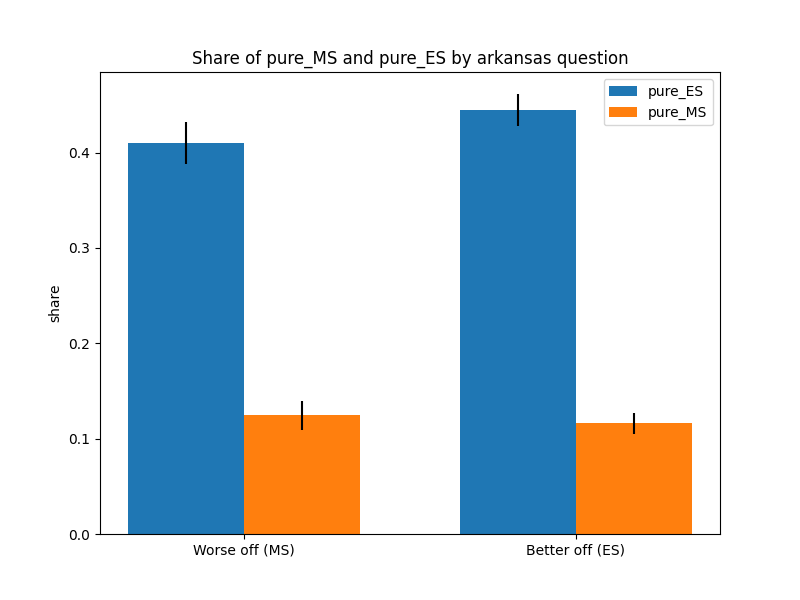 Share of pure_MS and pure_ES by arkansas question
pure_ES
pure_MS
0.4
0.3
0.2
0.1
0.0
share
Worse off (MS)
Better off (ES)